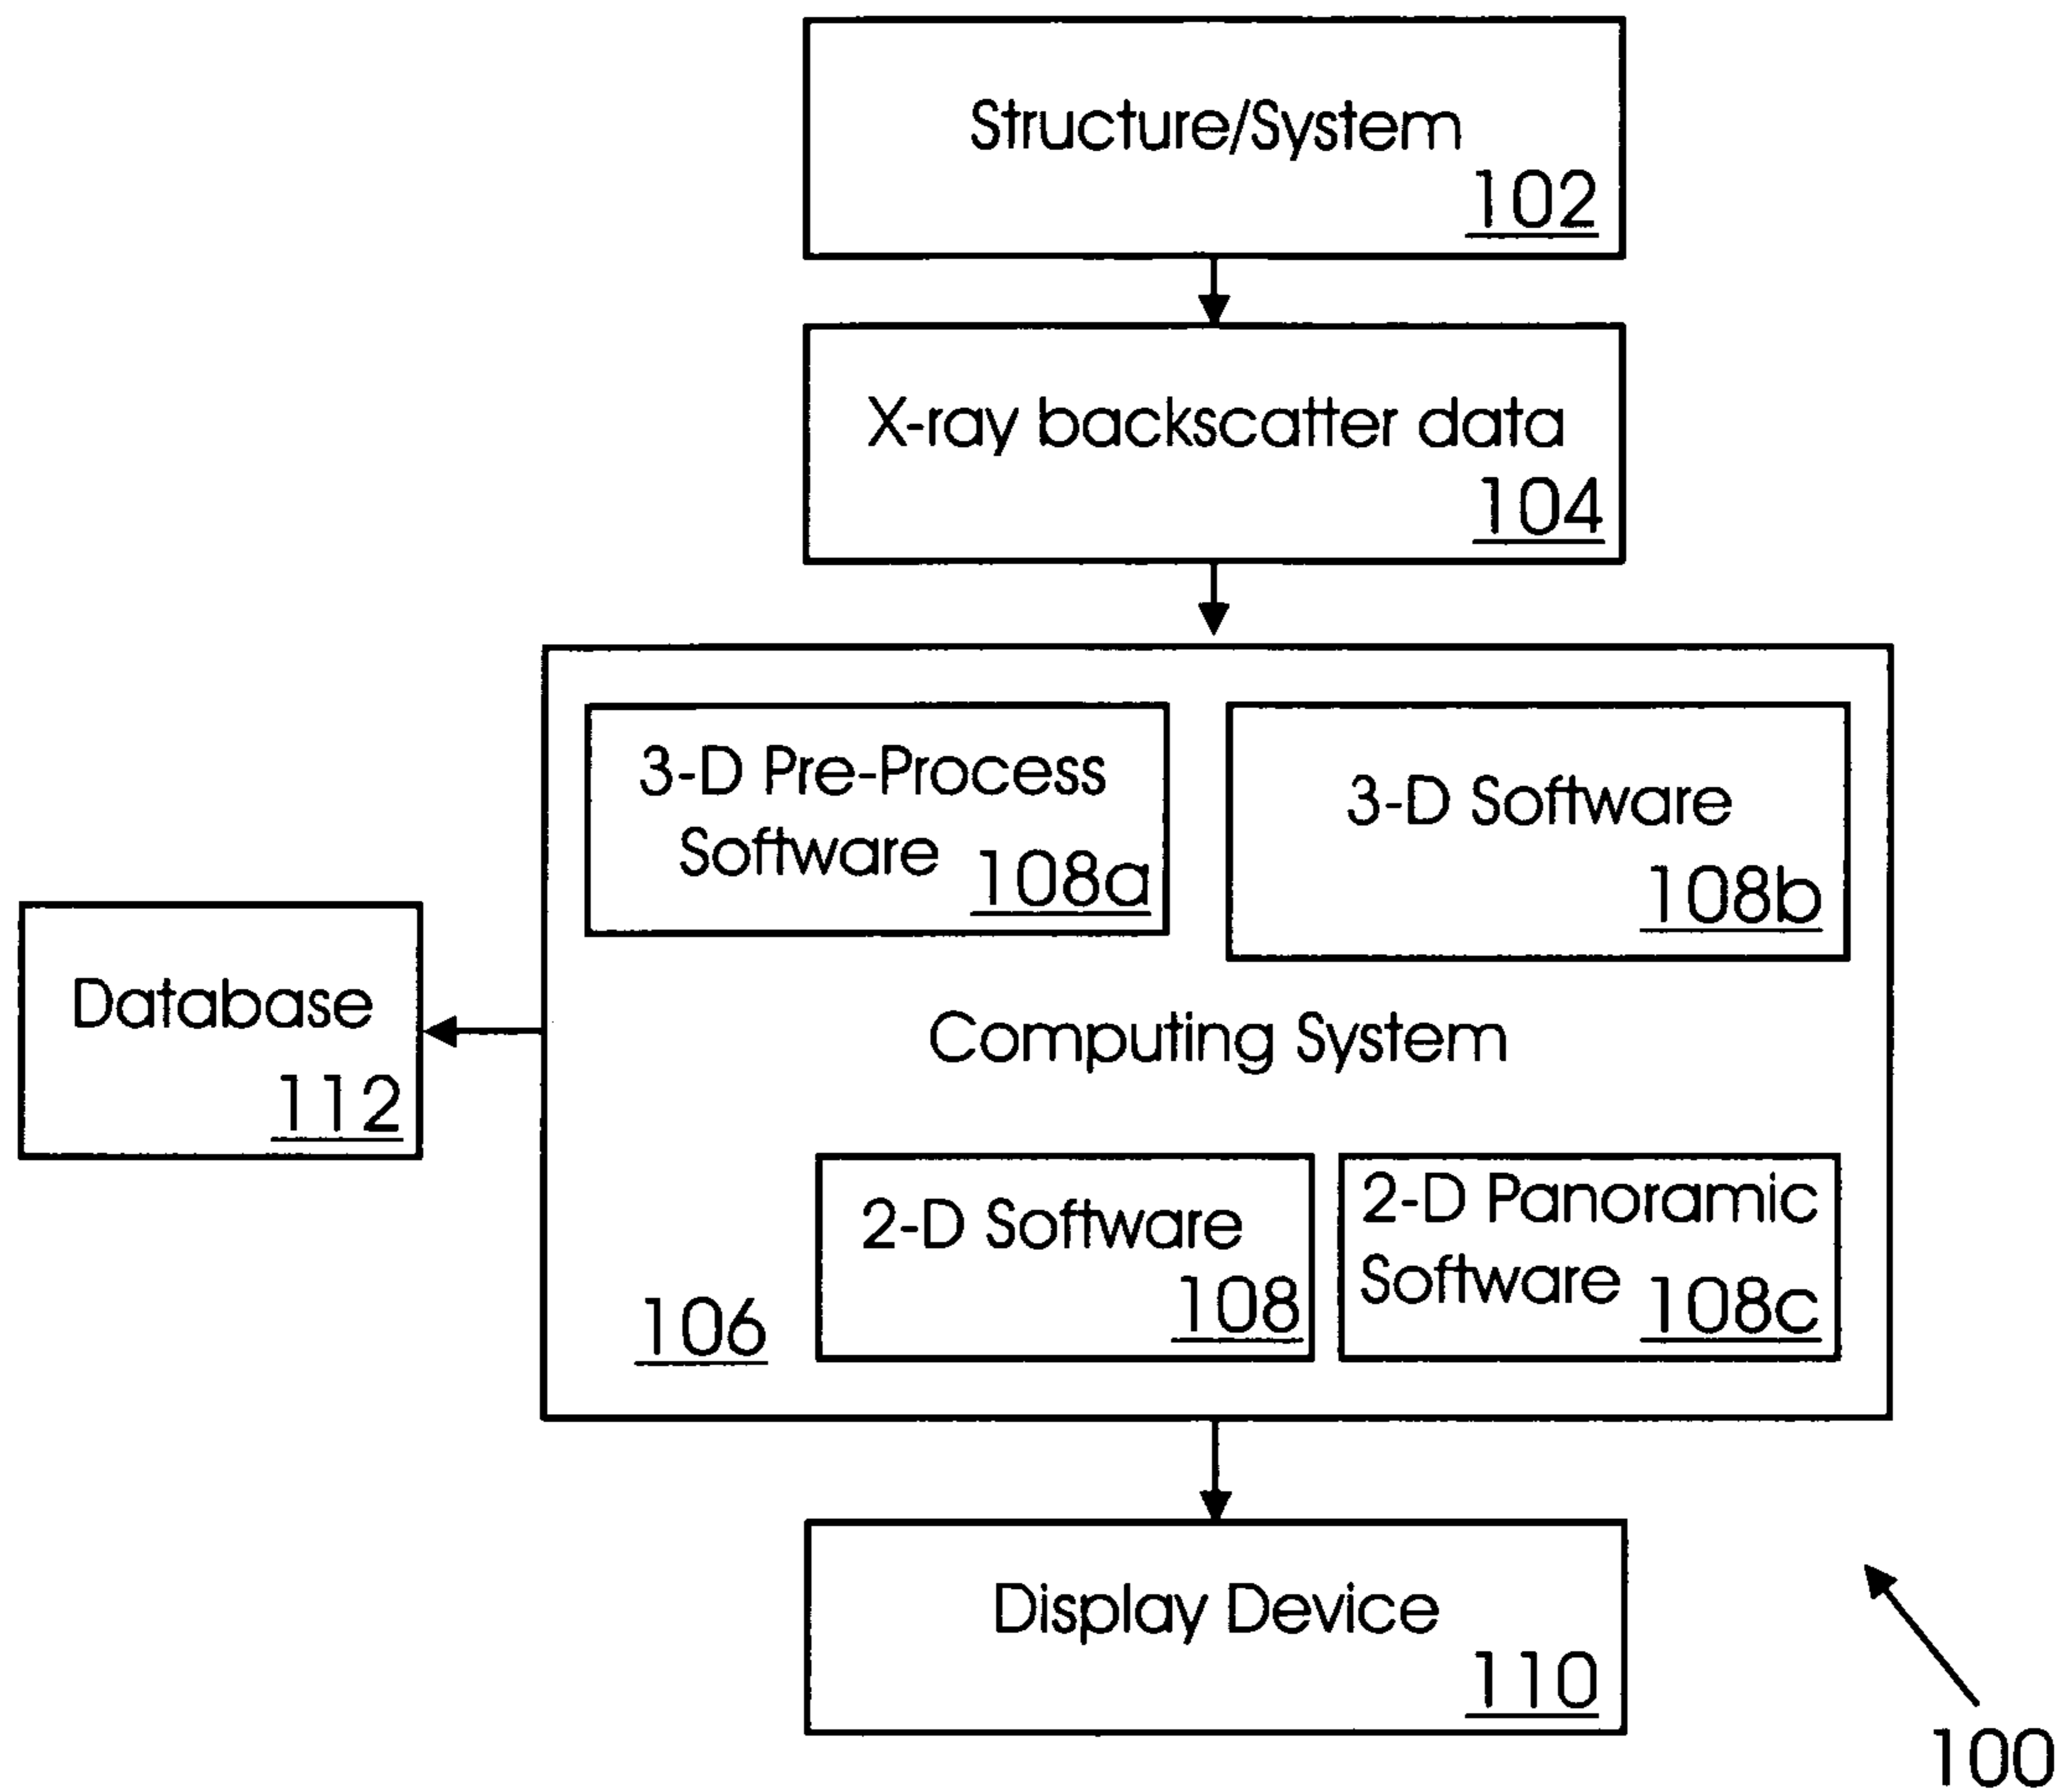 Structure/System
102
X-ray backscatter data
104
3-D Pre-Process
Software 108a
3-D Software
108b
Database
112
Computing System
2-D Software
108
2-D Panoramic
Software 108c
106
Display Device
110
100